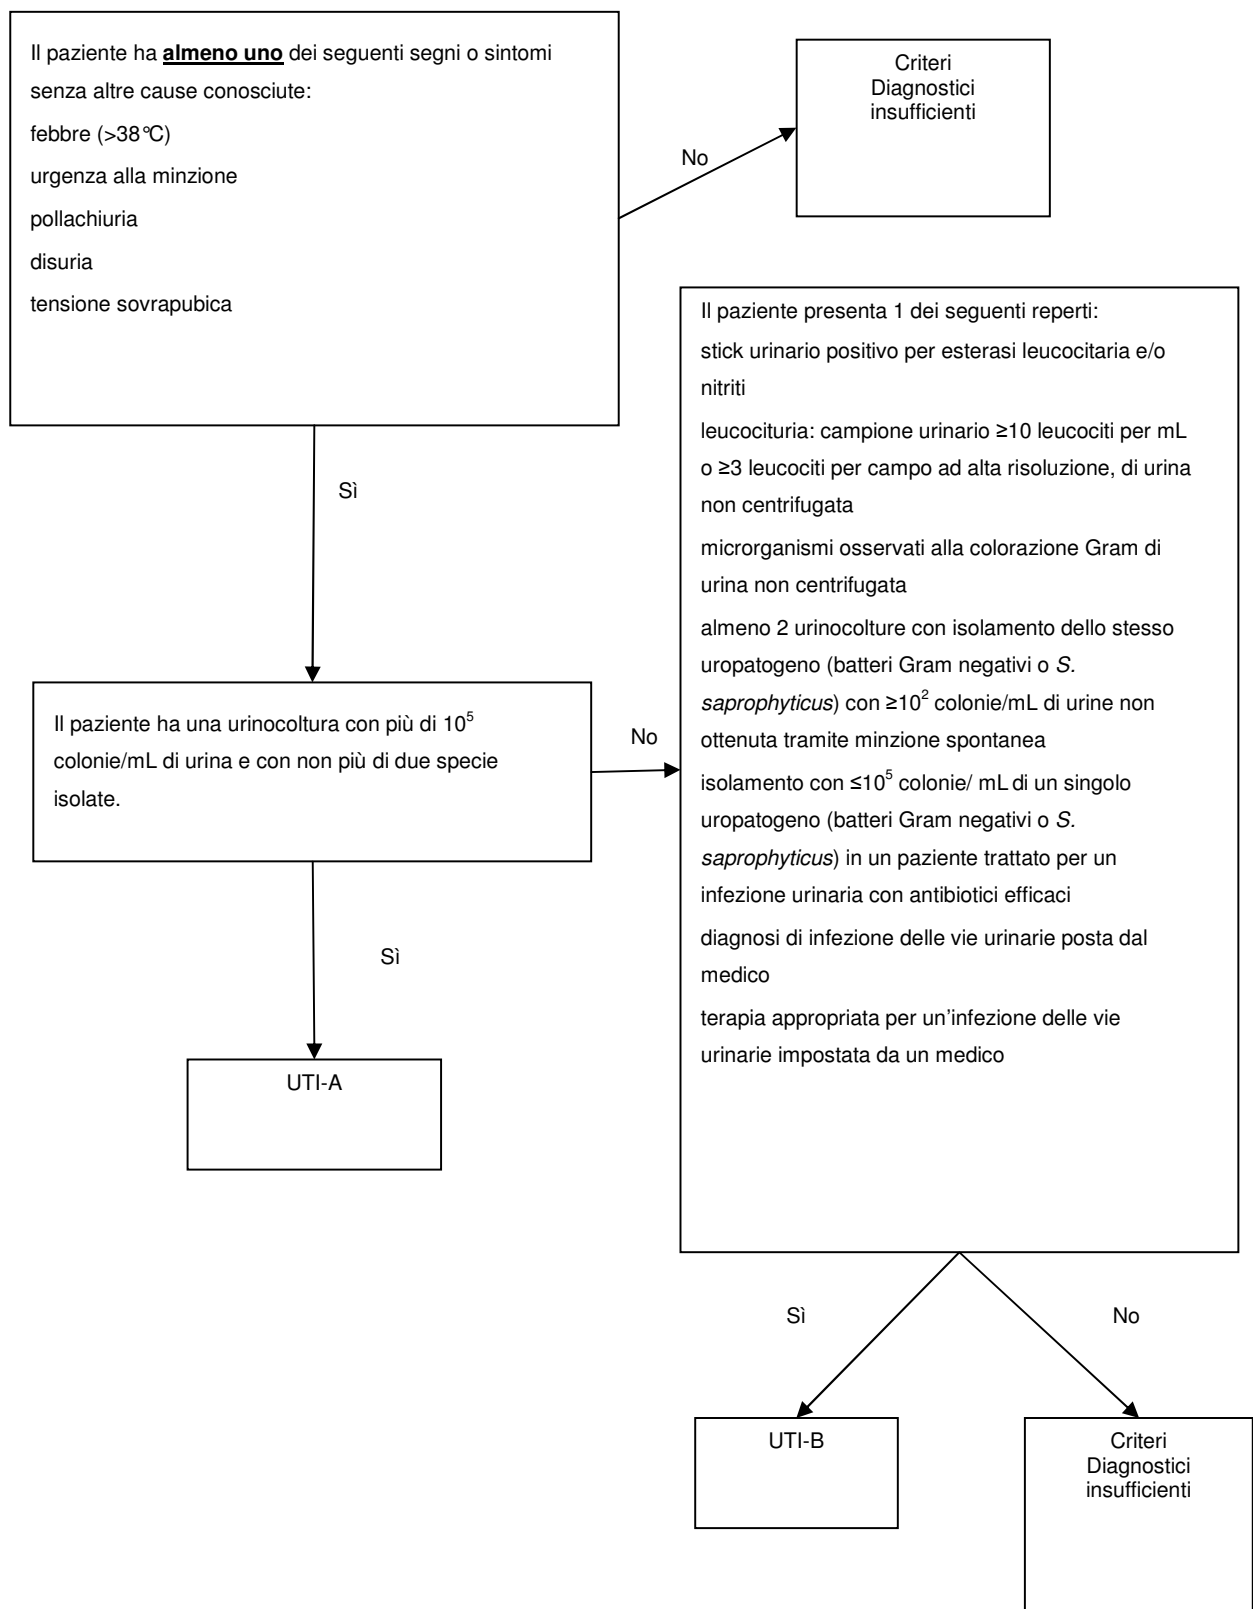 Il paziente ha almeno uno dei seguenti segni o sintomi
senza altre cause conosciute:
febbre (>38°C)
urgenza alla minzione
pollachiuria
disuria
tensione sovrapubica
Criteri
Diagnostici
insufficienti
No
Sì
Il paziente ha una urinocoltura con più di 10⁵
colonie/mL di urina e con non più di due specie
isolate.
No
Il paziente presenta 1 dei seguenti reperti:
stick urinario positivo per esterasi leucocitaria e/o
nitriti
leucocituria: campione urinario ≥10 leucociti per mL
o ≥3 leucociti per campo ad alta risoluzione, di urina
non centrifugata
microrganismi osservati alla colorazione Gram di
urina non centrifugata
almeno 2 urinocolture con isolamento dello stesso
uropatogeno (batteri Gram negativi o S.
saprophyticus) con ≥10² colonie/mL di urine non
ottenuta tramite minzione spontanea
isolamento con ≤10⁵ colonie/ mL di un singolo
uropatogeno (batteri Gram negativi o S.
saprophyticus) in un paziente trattato per un
infezione urinaria con antibiotici efficaci
diagnosi di infezione delle vie urinarie posta dal
medico
terapia appropriata per un'infezione delle vie
urinarie impostata da un medico
Sì
UTI-A
Sì
No
UTI-B
Criteri
Diagnostici
insufficienti